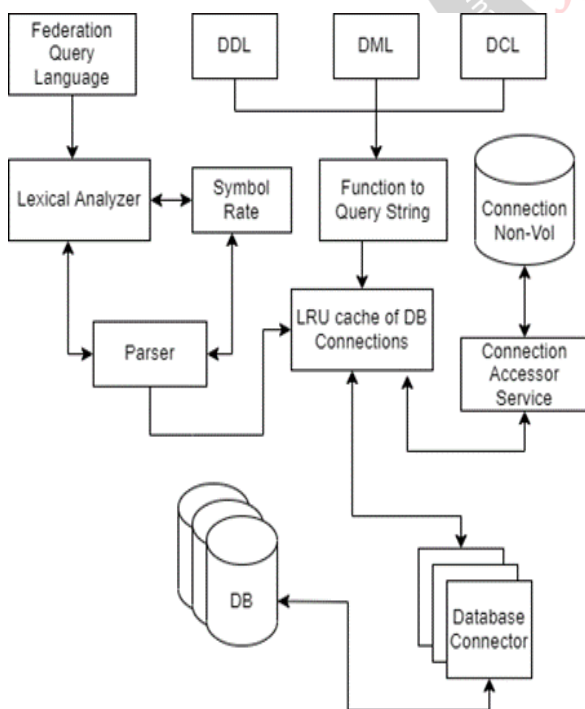 Federation
Query
Language
DDL
DML
DCL
Lexical Analyzer
Symbol
Rate
Function to
Query String
Connection
Non-Vol
Parser
LRU cache of DB
Connections
Connection
Accessor
Service
DB
Database
Connector